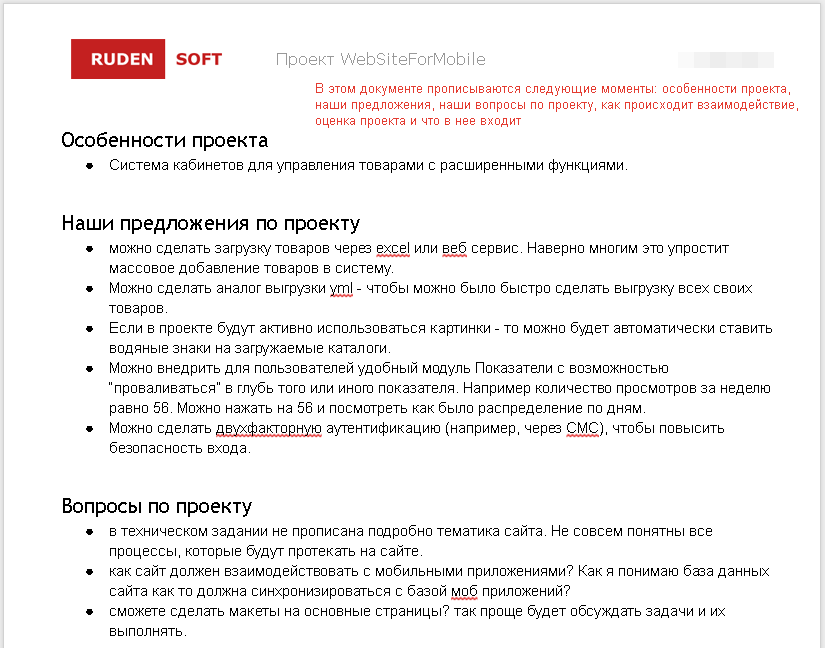 RUDEN SOFT Проект WebSiteForMobile
В этом документе прописываются следующие моменты: особенности проекта,
наши предложения, наши вопросы по проекту, как происходит взаимодействие,
оценка проекта и что в нее входит
Особенности проекта
● Система кабинетов для управления товарами с расширенными функциями.
Наши предложения по проекту
● можно сделать загрузку товаров через excel или веб сервис. Наверно многим это упростит
массовое добавление товаров в систему.
● Можно сделать аналог выгрузки yml - чтобы можно было быстро сделать выгрузку всех своих
товаров.
● Если в проекте будут активно использоваться картинки - то можно будет автоматически ставить
водяные знаки на загружаемые каталоги.
● Можно внедрить для пользователей удобный модуль Показатели с возможностью
"проваливаться" в глубь того или иного показателя. Например количество просмотров за неделю
равно 56. Можно нажать на 56 и посмотреть как было распределение по дням.
● Можно сделать двухфакторную аутентификацию (например, через СМС), чтобы повысить
безопасность входа.
Вопросы по проекту
● в техническом задании не прописана подробно тематика сайта. Не совсем понятны все
процессы, которые будут протекать на сайте.
● как сайт должен взаимодействовать с мобильными приложениями? Как я понимаю база данных
сайта как то должна синхронизироваться с базой моб приложений?
● сможете сделать макеты на основные страницы? так проще будет обсуждать задачи и их
выполнять.